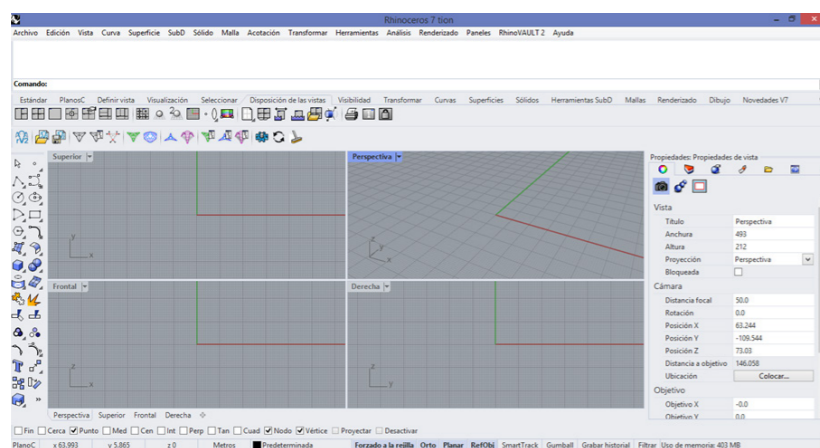 Rhinoceros 7 tion
Archivo Edición Vista Curva Superficie SubD Sólido Malla Acotación Transformar Herramientas Análisis Renderizado Paneles RhinoVAULT 2 Ayuda
Comando:
Estándar PlanosC Definir vista Visualización Seleccionar Disposición de las vistas Visibilidad Transformar Curvas Superficies Sólidos Herramientas SubD Mallas Renderizado Dibujo Novedades V7
Superior Perspectiva Propiedades: Propiedades de vista
Vista
Título Perspectiva
Anchura 493
Altura 212
Proyección Perspectiva
Bloqueada
y
x
z
y
x
Frontal Derecha
Cámara
Distancia focal 50.0
Rotación 0.0
Posición X 63.244
Posición Y -109.544
Posición Z 73.03
Distancia a objetivo 146.058
Ubicación Colocar...
Objetivo
Objetivo X -0.0
Objetivo Y 0.0
z
x
z
y
Perspectiva Superior Frontal Derecha
Fin Cerca Punto Med Cen Int Perp Tan Cuad Nodo Vértice Proyectar Desactivar
PlanoC x 63.993 y 5.865 z 0 Metros Predeterminada Forzado a la rejilla Orto Planar RefObj SmartTrack Gumball Grabar historial Filtrar Uso de memoria: 403 MB